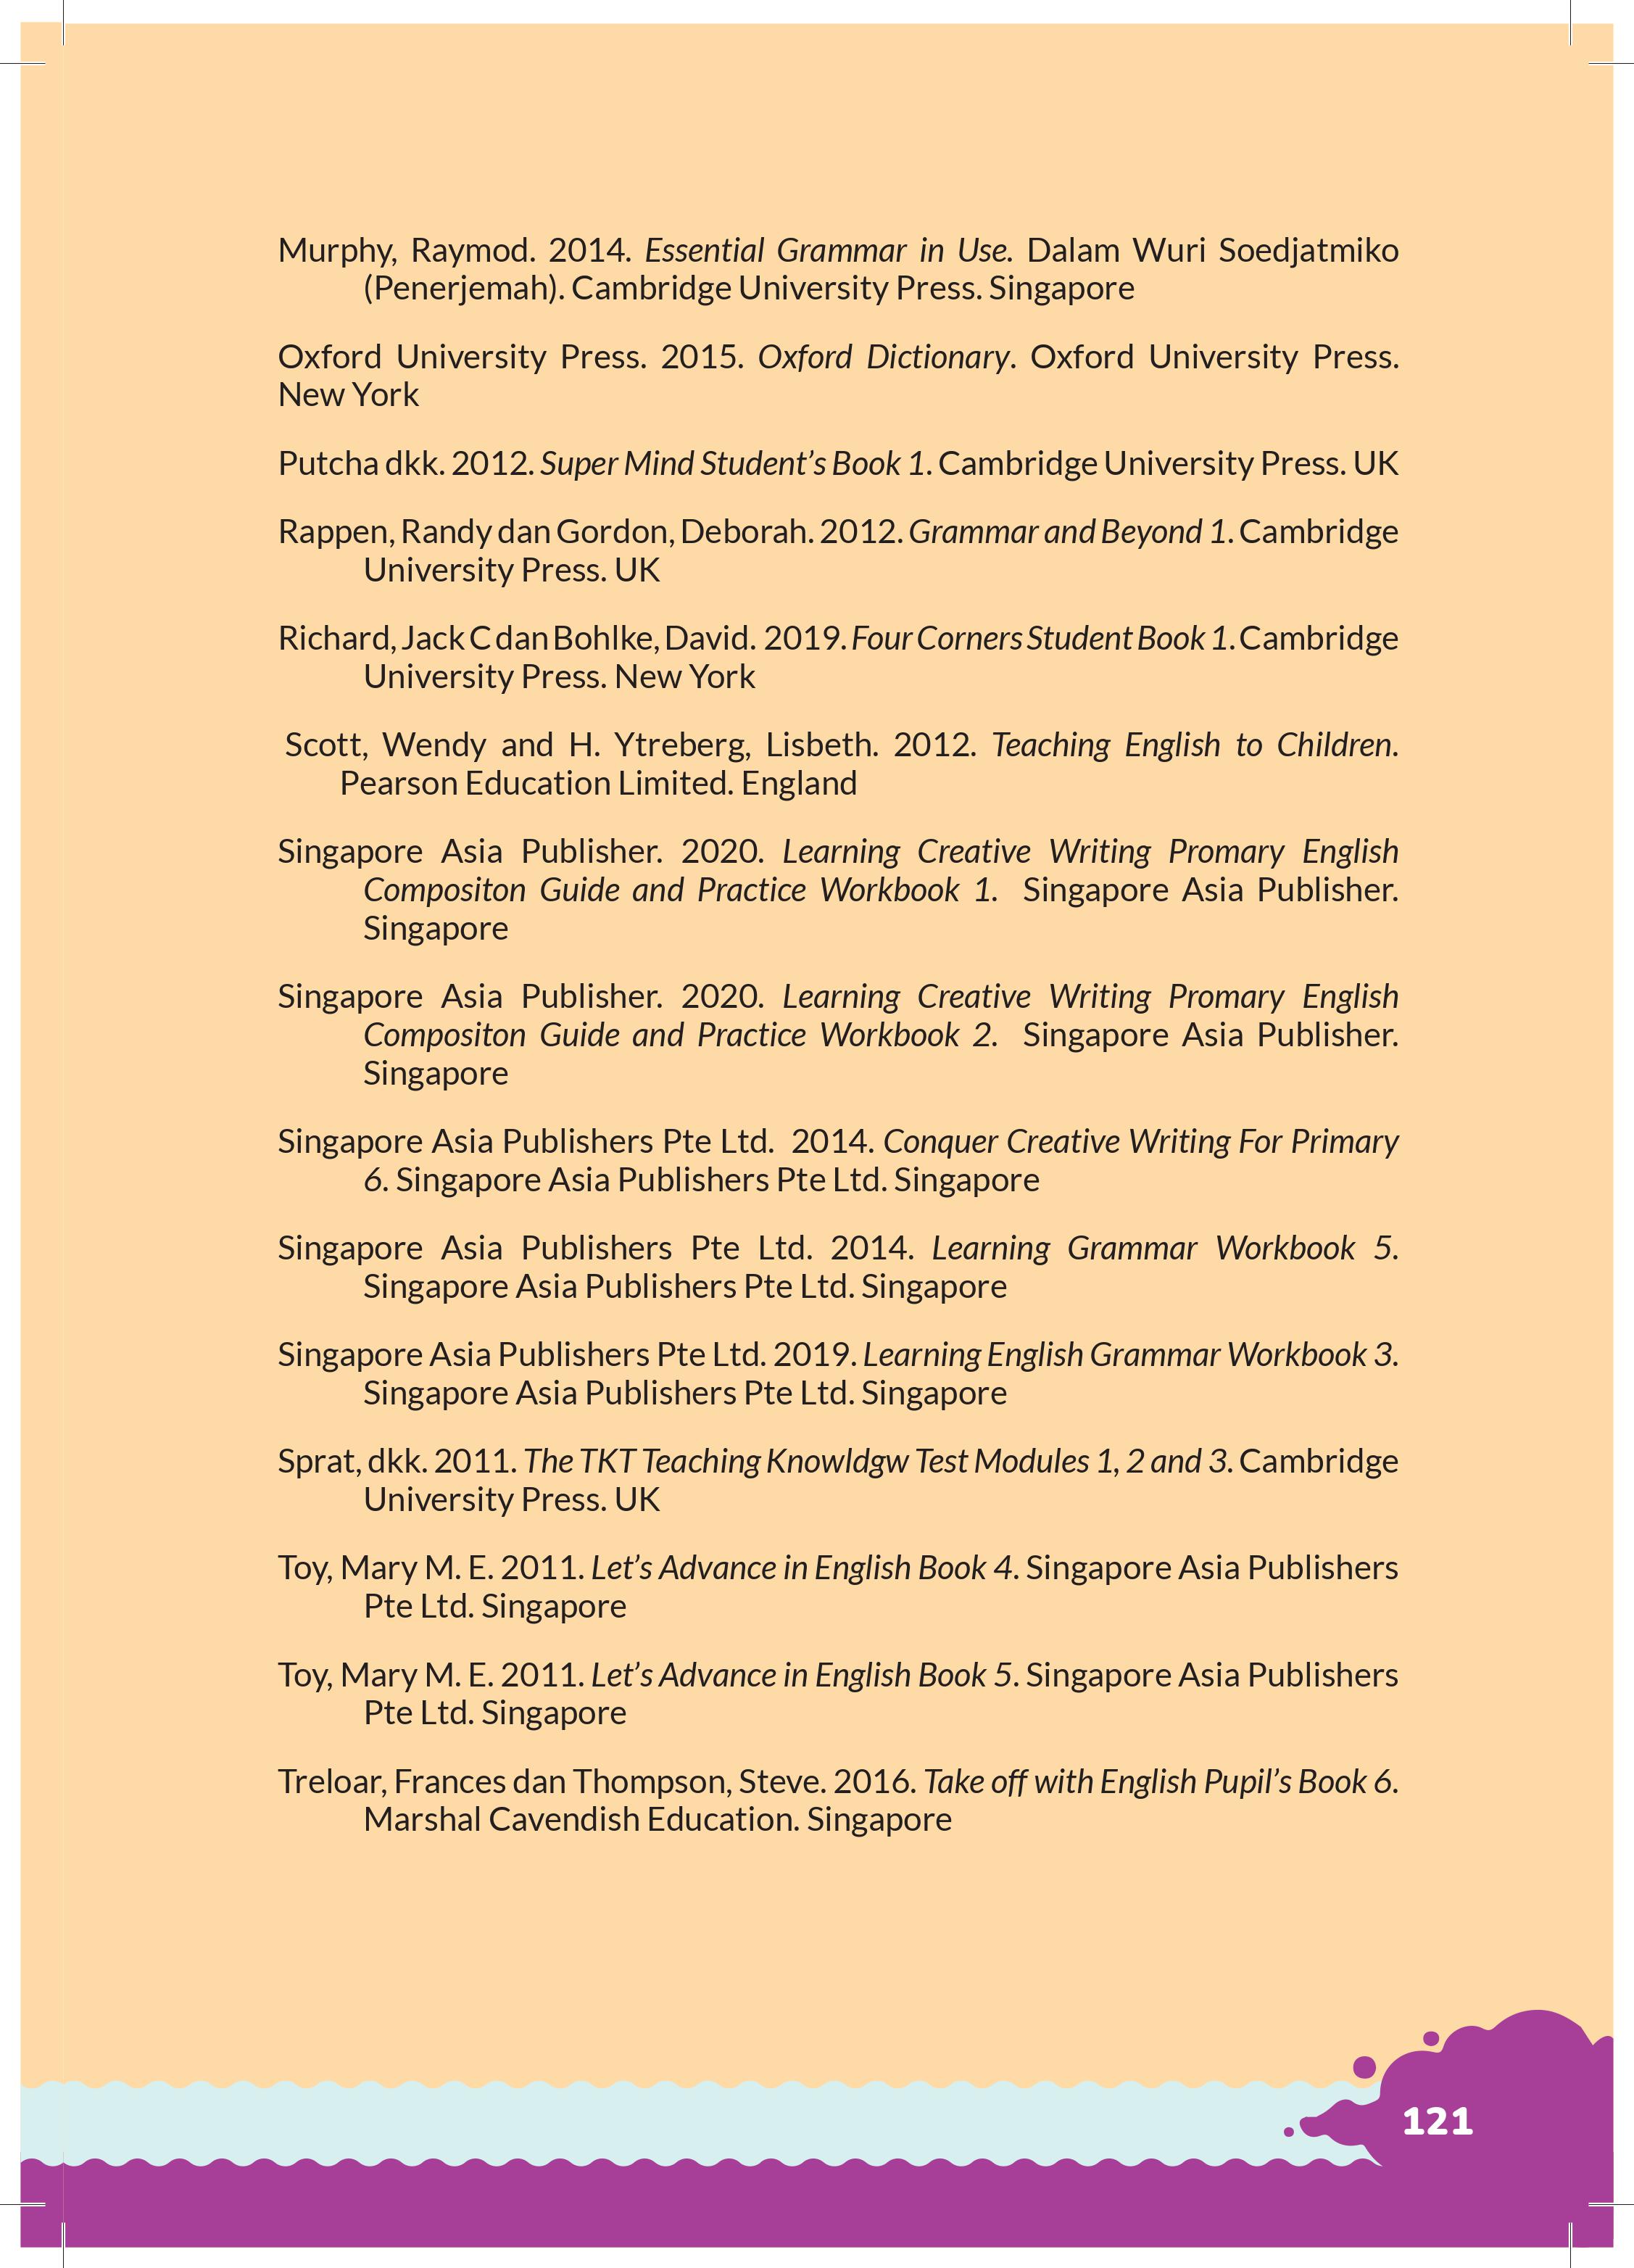 Murphy, Raymod. 2014. Essential Grammar in Use. Dalam Wuri Soedjatmiko
(Penerjemah). Cambridge University Press. Singapore
Oxford University Press. 2015. Oxford Dictionary. Oxford University Press.
New York
Putcha dkk. 2012. Super Mind Student’s Book 1. Cambridge University Press. UK
Rappen, Randy dan Gordon, Deborah. 2012. Grammar and Beyond 1. Cambridge
University Press. UK
Richard, Jack C dan Bohlke, David. 2019. Four Corners Student Book 1. Cambridge
University Press. New York
Scott, Wendy and H. Ytreberg, Lisbeth. 2012. Teaching English to Children.
Pearson Education Limited. England
Singapore Asia Publisher. 2020. Learning Creative Writing Promary English
Compositon Guide and Practice Workbook 1. Singapore Asia Publisher.
Singapore
Singapore Asia Publisher. 2020. Learning Creative Writing Promary English
Compositon Guide and Practice Workbook 2. Singapore Asia Publisher.
Singapore
Singapore Asia Publishers Pte Ltd. 2014. Conquer Creative Writing For Primary
6. Singapore Asia Publishers Pte Ltd. Singapore
Singapore Asia Publishers Pte Ltd. 2014. Learning Grammar Workbook 5.
Singapore Asia Publishers Pte Ltd. Singapore
Singapore Asia Publishers Pte Ltd. 2019. Learning English Grammar Workbook 3.
Singapore Asia Publishers Pte Ltd. Singapore
Sprat, dkk. 2011. The TKT Teaching Knowldgw Test Modules 1, 2 and 3. Cambridge
University Press. UK
Toy, Mary M. E. 2011. Let’s Advance in English Book 4. Singapore Asia Publishers
Pte Ltd. Singapore
Toy, Mary M. E. 2011. Let’s Advance in English Book 5. Singapore Asia Publishers
Pte Ltd. Singapore
Treloar, Frances dan Thompson, Steve. 2016. Take off with English Pupil’s Book 6.
Marshal Cavendish Education. Singapore
121